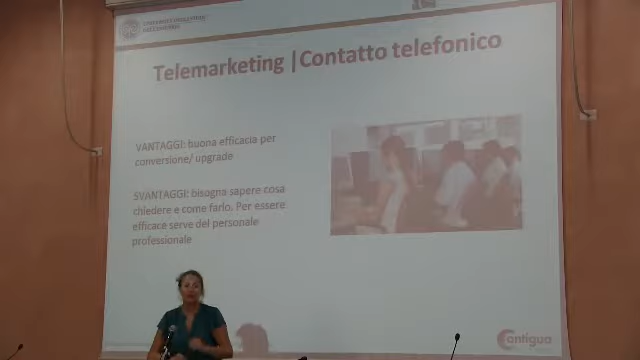 Telemarketing | Contatto telefonico
VANTAGGI: buona efficacia per
conversione/ upgrade
SVANTAGGI: bisogna sapere cosa
chiedere e come farlo. Per essere
efficace serve del personale
professionale
Contigua